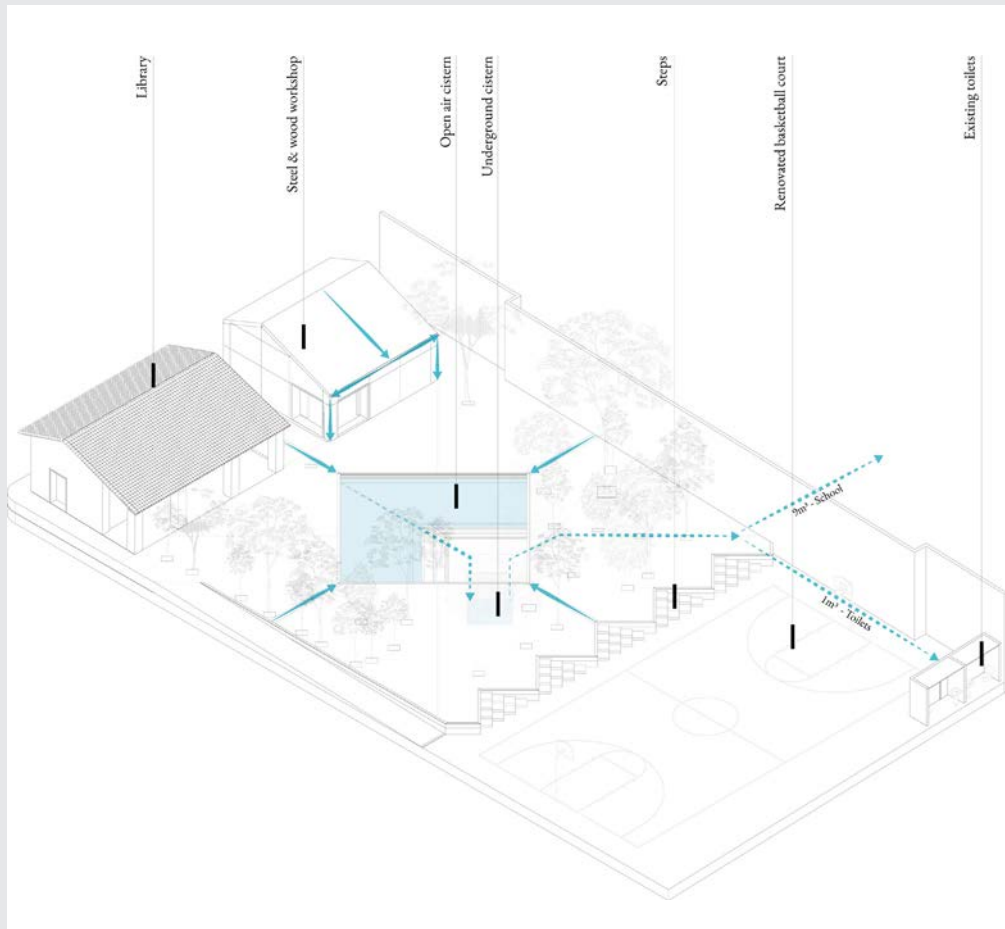 Library
Steel & wood workshop
Open air cistern
Underground cistern
Steps
Renovated basketball court
Existing toilets
9m³ - School
1m³ - Toilets